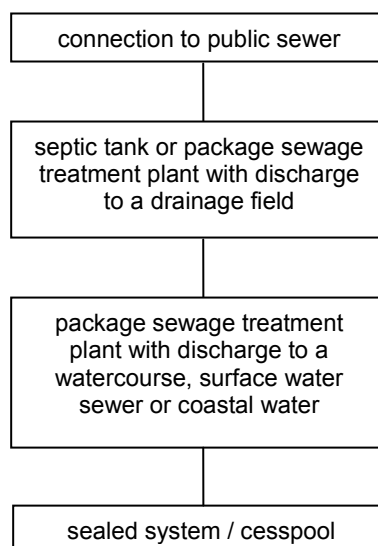 connection to public sewer
septic tank or package sewage
treatment plant with discharge
to a drainage field
package sewage treatment
plant with discharge to a
watercourse, surface water
sewer or coastal water
sealed system / cesspool